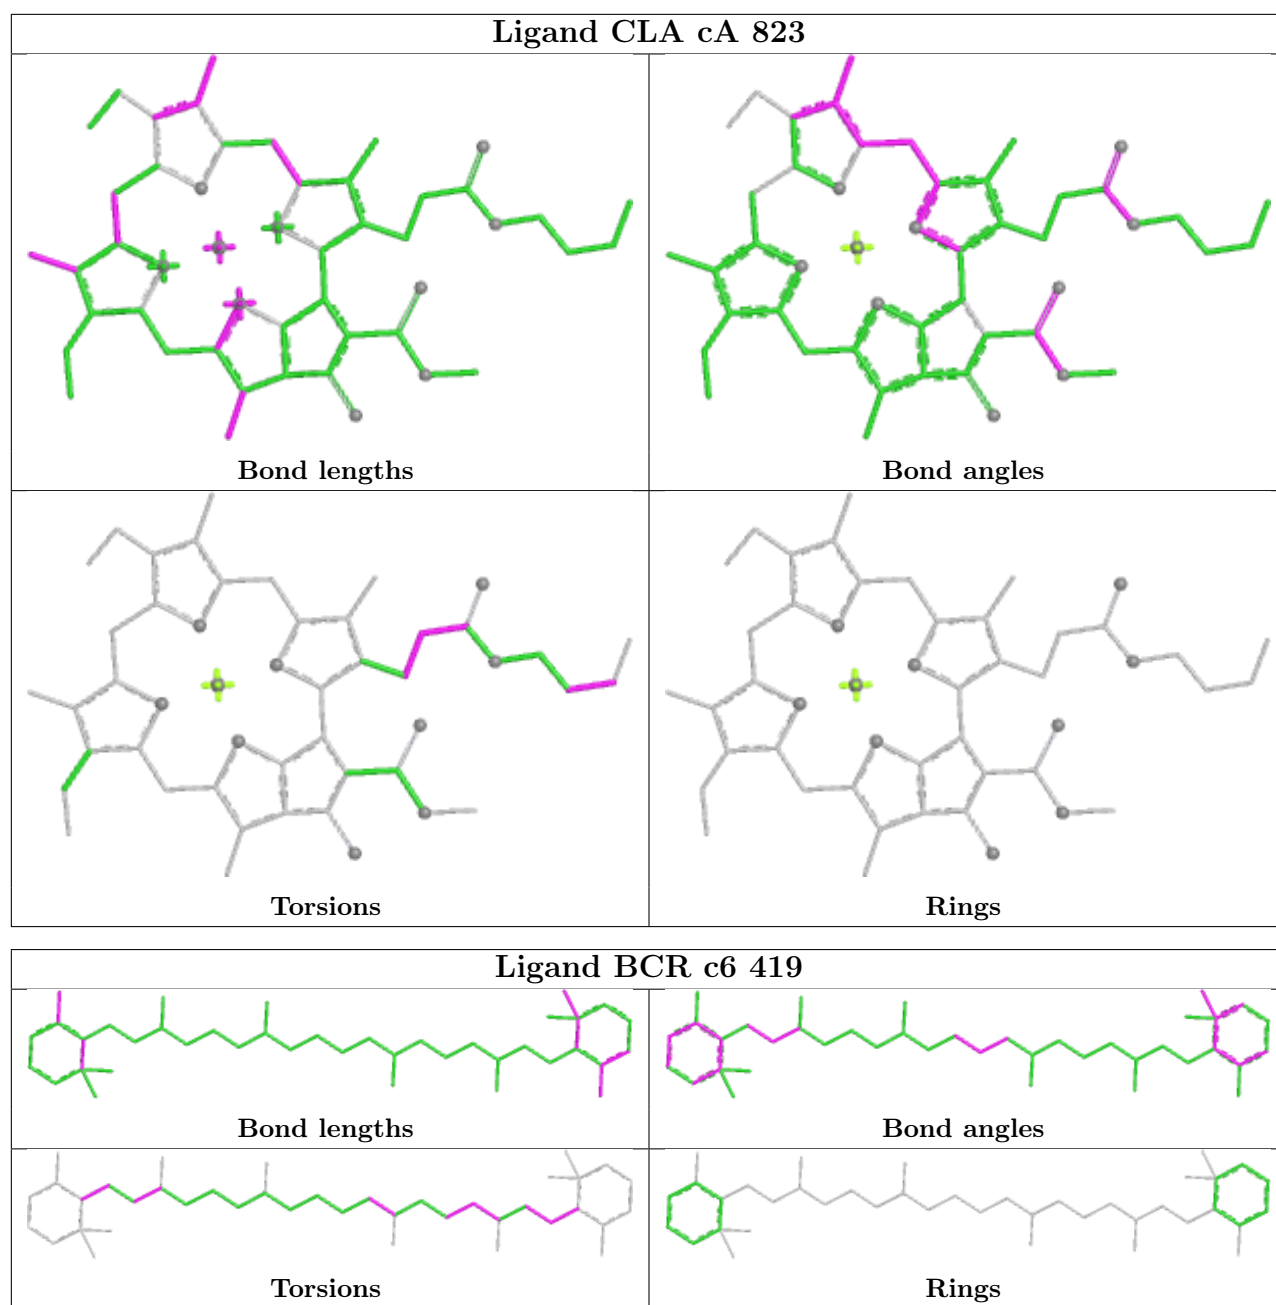 Ligand CLA cA 823
Bond lengths
Bond angles
Torsions
Rings
Ligand BCR c6 419
Bond lengths
Bond angles
Torsions
Rings